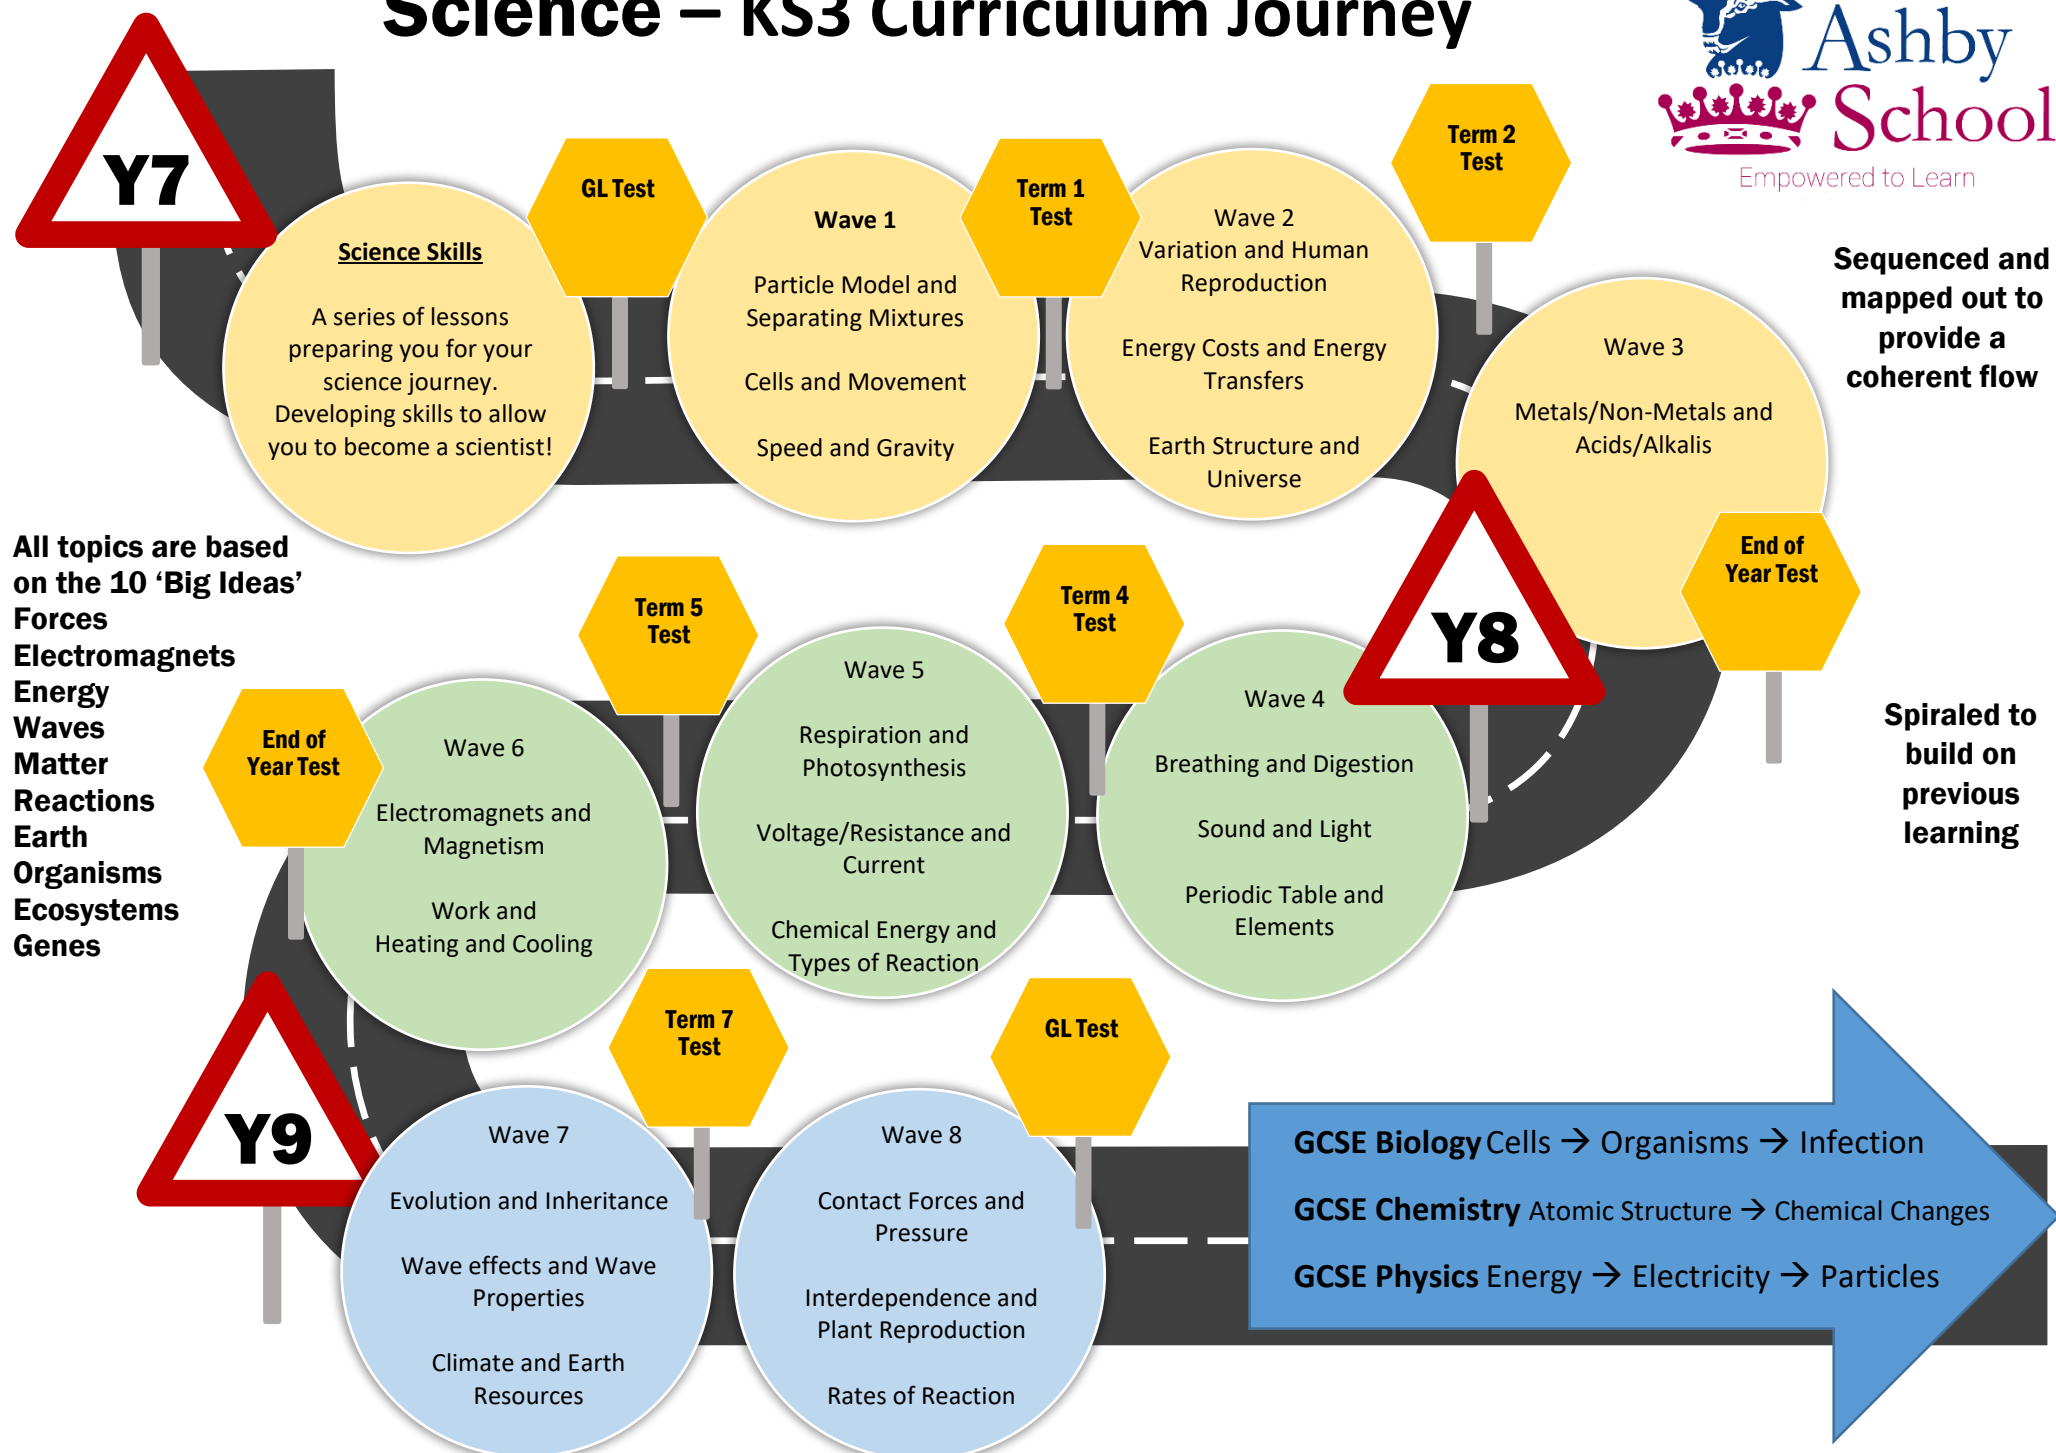 Science – KS3 Curriculum Journey
Ashby
School
Empowered to Learn
Y7
Science Skills
A series of lessons
preparing you for your
science journey.
Developing skills to allow
you to become a scientist!
GL Test
Wave 1
Particle Model and
Separating Mixtures
Cells and Movement
Speed and Gravity
Term 1
Test
Wave 2
Variation and Human
Reproduction
Energy Costs and Energy
Transfers
Earth Structure and
Universe
Term 2
Test
Wave 3
Metals/Non-Metals and
Acids/Alkalis
Sequenced and
mapped out to
provide a
coherent flow
End of
Year Test
Y8
Wave 4
Breathing and Digestion
Sound and Light
Periodic Table and
Elements
Term 4
Test
Wave 5
Respiration and
Photosynthesis
Voltage/Resistance and
Current
Chemical Energy and
Types of Reaction
Term 5
Test
Wave 6
Electromagnets and
Magnetism
Work and
Heating and Cooling
End of
Year Test
All topics are based
on the 10 ‘Big Ideas’
Forces
Electromagnets
Energy
Waves
Matter
Reactions
Earth
Organisms
Ecosystems
Genes
Spiraled to
build on
previous
learning
Y9
Wave 7
Evolution and Inheritance
Wave effects and Wave
Properties
Climate and Earth
Resources
Term 7
Test
Wave 8
Contact Forces and
Pressure
Interdependence and
Plant Reproduction
Rates of Reaction
GL Test
GCSE Biology Cells → Organisms → Infection
GCSE Chemistry Atomic Structure → Chemical Changes
GCSE Physics Energy → Electricity → Particles